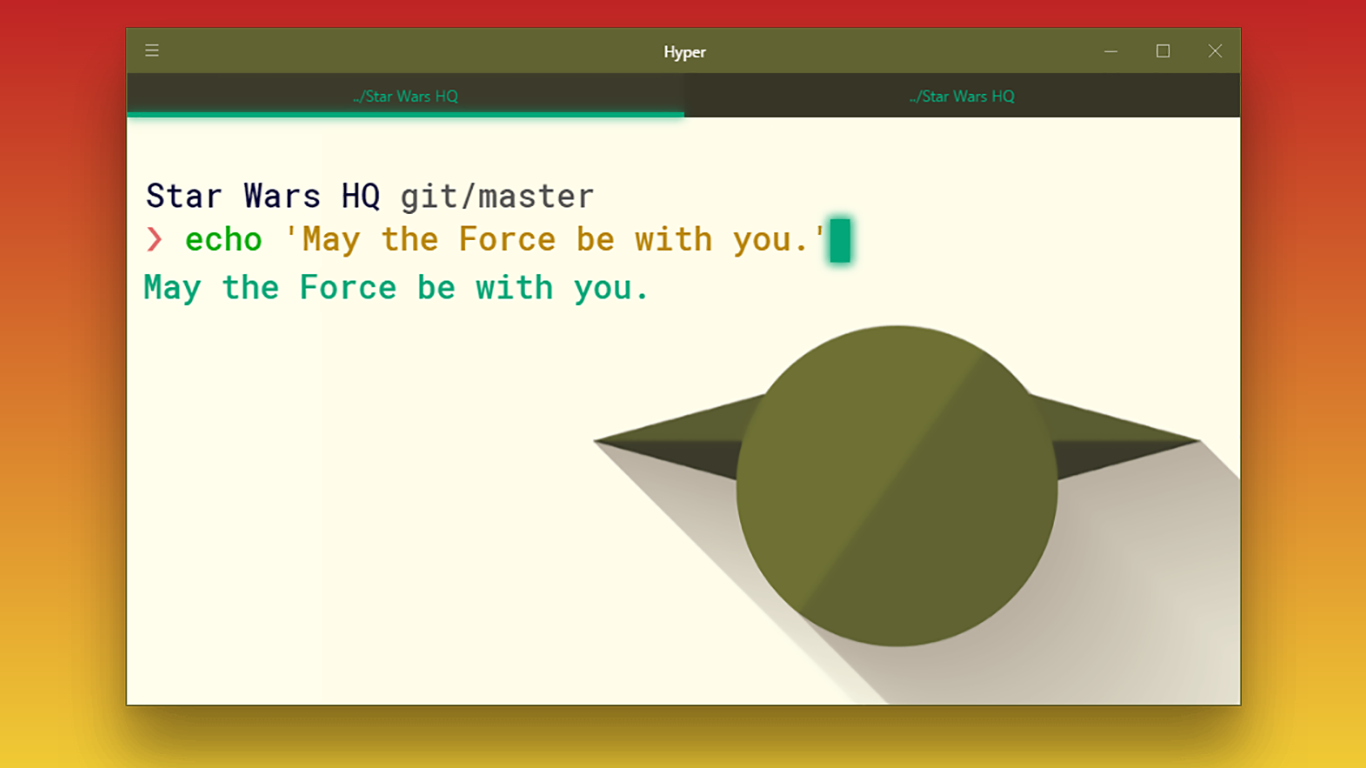 Hyper
../Star Wars HQ
../Star Wars HQ
Star Wars HQ git/master
❯ echo 'May the Force be with you.'
May the Force be with you.